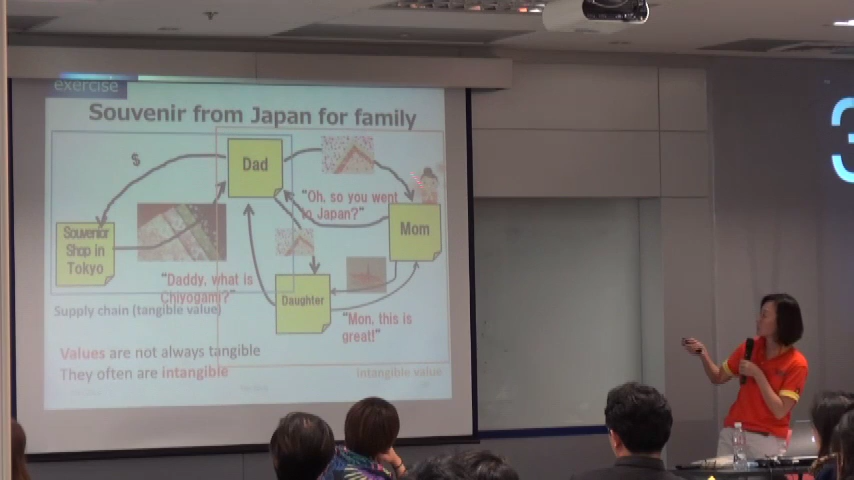 exercise
Souvenir from Japan for family
$
Dad
"Oh, so you went
to Japan?"
Souvenior
Shop in
Tokyo
Mom
"Daddy, what is
Chiyogami?"
Daughter
Supply chain (tangible value)
"Mon, this is
great!"
Values are not always tangible
They often are intangible
intangible value
3